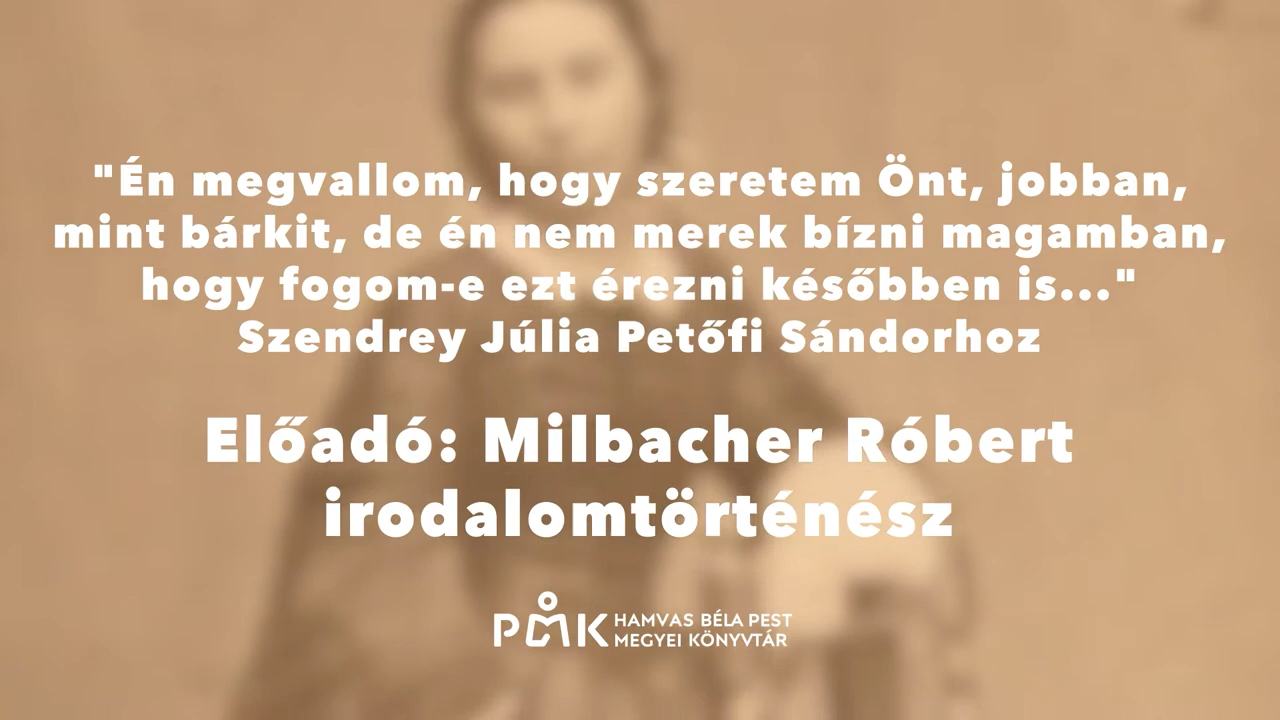 "Én megvallom, hogy szeretem Önt, jobban,
mint bárkit, de én nem merek bízni magamban,
hogy fogom-e ezt érezni későbben is..."
Szendrey Júlia Petőfi Sándorhoz
Előadó: Milbacher Róbert
irodalomtörténész
PMK HAMVAS BÉLA PEST
MEGYEI KÖNYVTÁR